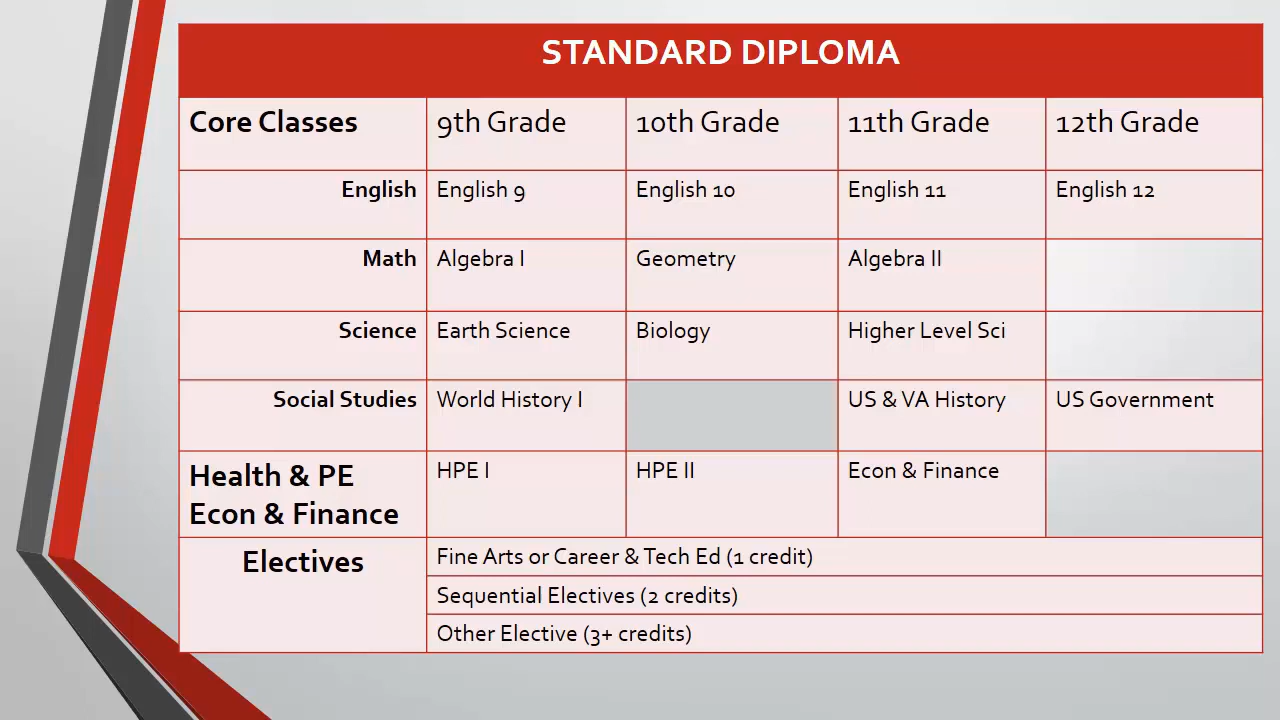 STANDARD DIPLOMA
Core Classes 9th Grade 10th Grade 11th Grade 12th Grade
English English 9 English 10 English 11 English 12
Math Algebra I Geometry Algebra II
Science Earth Science Biology Higher Level Sci
Social Studies World History I US & VA History US Government
Health & PE HPE I HPE II Econ & Finance
Econ & Finance
Electives Fine Arts or Career & Tech Ed (1 credit)
Sequential Electives (2 credits)
Other Elective (3+ credits)